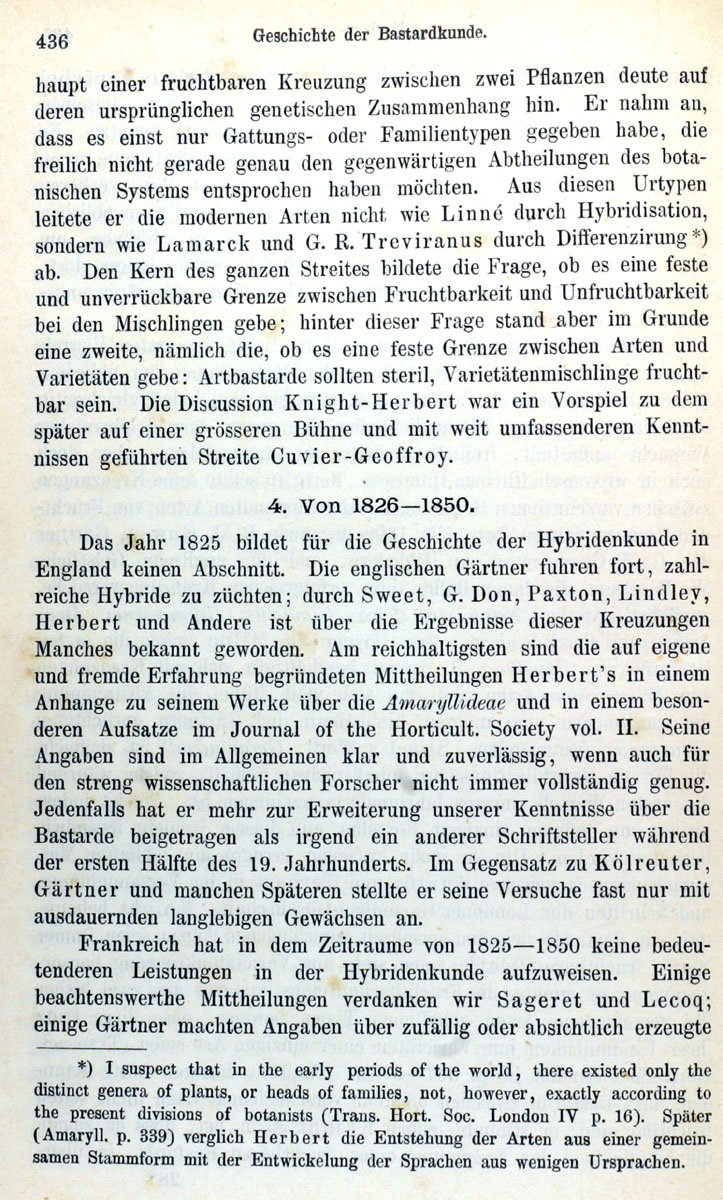 436
Geschichte der Bastardkunde.
haupt einer fruchtbaren Kreuzung zwischen zwei Pflanzen deute auf
deren ursprünglichen genetischen Zusammenhang hin. Er nahm an,
dass es einst nur Gattungs- oder Familientypen gegeben habe, die
freilich nicht gerade genau den gegenwärtigen Abtheilungen des bota-
nischen Systems entsprochen haben möchten. Aus diesen Urtypen
leitete er die modernen Arten nicht wie Linné durch Hybridisation,
sondern wie Lamarck und G. R. Treviranus durch Differenzirung*)
ab. Den Kern des ganzen Streites bildete die Frage, ob es eine feste
und unverrückbare Grenze zwischen Fruchtbarkeit und Unfruchtbarkeit
bei den Mischlingen gebe; hinter dieser Frage stand aber im Grunde
eine zweite, nämlich die, ob es eine feste Grenze zwischen Arten und
Varietäten gebe: Artbastarde sollten steril, Varietätenmischlinge frucht-
bar sein. Die Discussion Knight-Herbert war ein Vorspiel zu dem
später auf einer grösseren Bühne und mit weit umfassenderen Kennt-
nissen geführten Streite Cuvier-Geoffroy.
4. Von 1826—1850.
Das Jahr 1825 bildet für die Geschichte der Hybridenkunde in
England keinen Abschnitt. Die englischen Gärtner fuhren fort, zahl-
reiche Hybride zu züchten; durch Sweet, G. Don, Paxton, Lindley,
Herbert und Andere ist über die Ergebnisse dieser Kreuzungen
Manches bekannt geworden. Am reichhaltigsten sind die auf eigene
und fremde Erfahrung begründeten Mittheilungen Herbert's in einem
Anhange zu seinem Werke über die Amaryllideae und in einem beson-
deren Aufsatze im Journal of the Horticult. Society vol. II. Seine
Angaben sind im Allgemeinen klar und zuverlässig, wenn auch für
den streng wissenschaftlichen Forscher nicht immer vollständig genug.
Jedenfalls hat er mehr zur Erweiterung unserer Kenntnisse über die
Bastarde beigetragen als irgend ein anderer Schriftsteller während
der ersten Hälfte des 19. Jahrhunderts. Im Gegensatz zu Kölreuter,
Gärtner und manchen Späteren stellte er seine Versuche fast nur mit
ausdauernden langlebigen Gewächsen an.
Frankreich hat in dem Zeitraume von 1825—1850 keine bedeu-
tenderen Leistungen in der Hybridenkunde aufzuweisen. Einige
beachtenswerthe Mittheilungen verdanken wir Sageret und Lecoq;
einige Gärtner machten Angaben über zufällig oder absichtlich erzeugte
*) I suspect that in the early periods of the world, there existed only the
distinct genera of plants, or heads of families, not, however, exactly according to
the present divisions of botanists (Trans. Hort. Soc. London IV p. 16). Später
(Amaryll. p. 339) verglich Herbert die Entstehung der Arten aus einer gemein-
samen Stammform mit der Entwickelung der Sprachen aus wenigen Ursprachen.